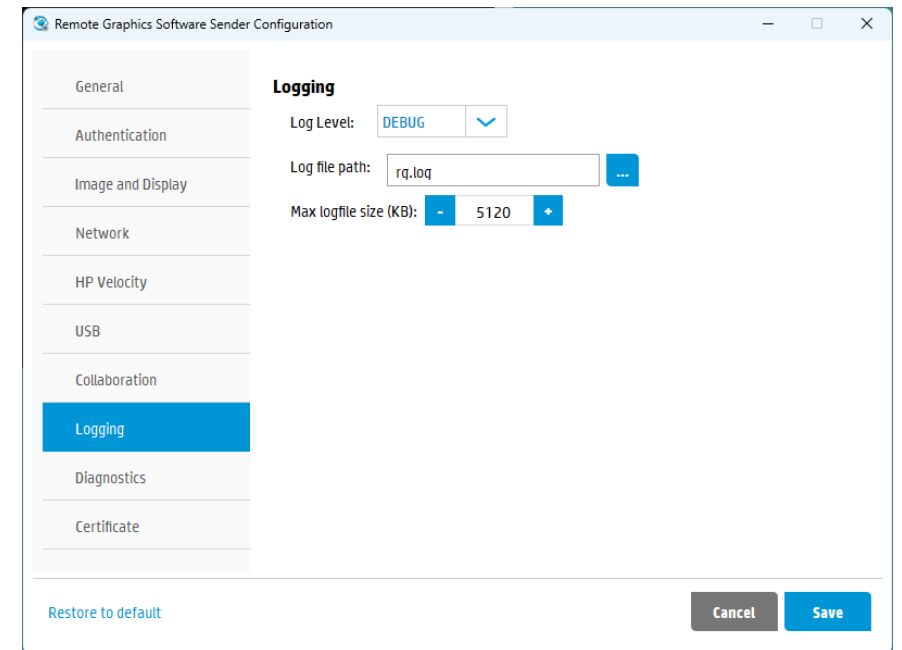 Remote Graphics Software Sender Configuration
General
Authentication
Image and Display
Network
HP Velocity
USB
Collaboration
Logging
Diagnostics
Certificate
Logging
Log Level: DEBUG
Log file path: rg.log ...
Max logfile size (KB): - 5120 +
Restore to default
Cancel Save